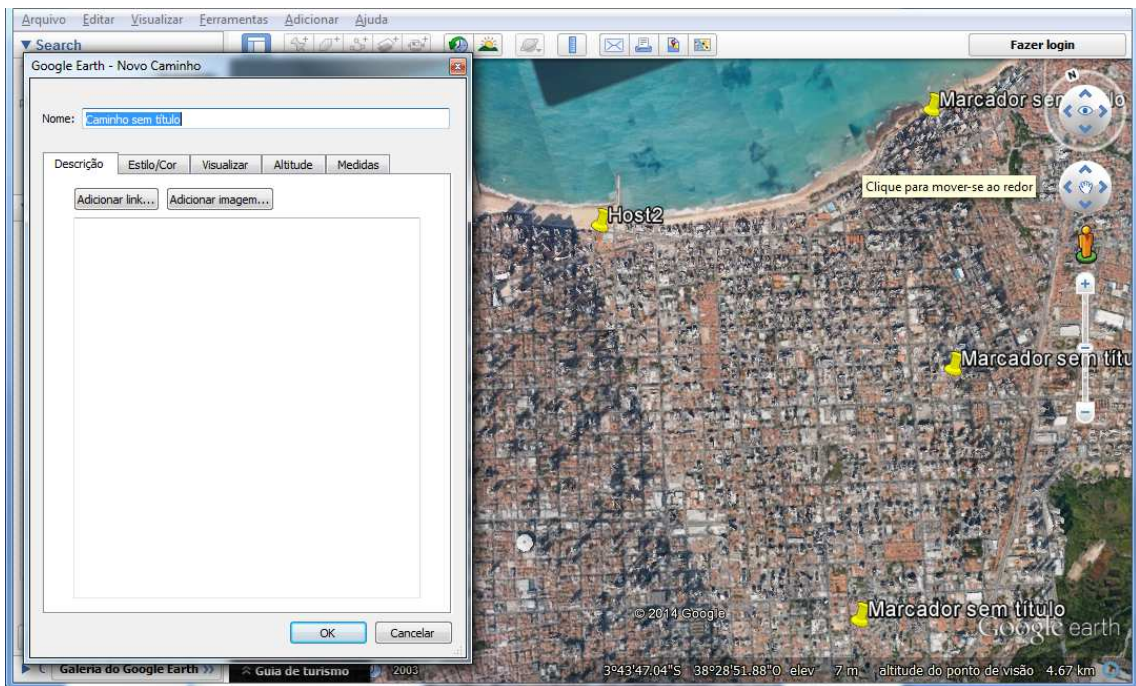 Arquivo Editar Visualizar Ferramentas Adicionar Ajuda
Search
Fazer login
Google Earth - Novo Caminho
Nome: Caminho sem título
Descrição Estilo/Cor Visualizar Altitude Medidas
Adicionar link... Adicionar imagem...
OK Cancelar
N
Marcador
Clique para mover-se ao redor
Host2
Marcador sem títu
Marcador sem título
© 2014 Google
Google earth
Galeria do Google Earth >>
Guia de turismo
2003
3°43'47.04"S 38°28'51.88"O elev 7 m altitude do ponto de visão 4.67 km